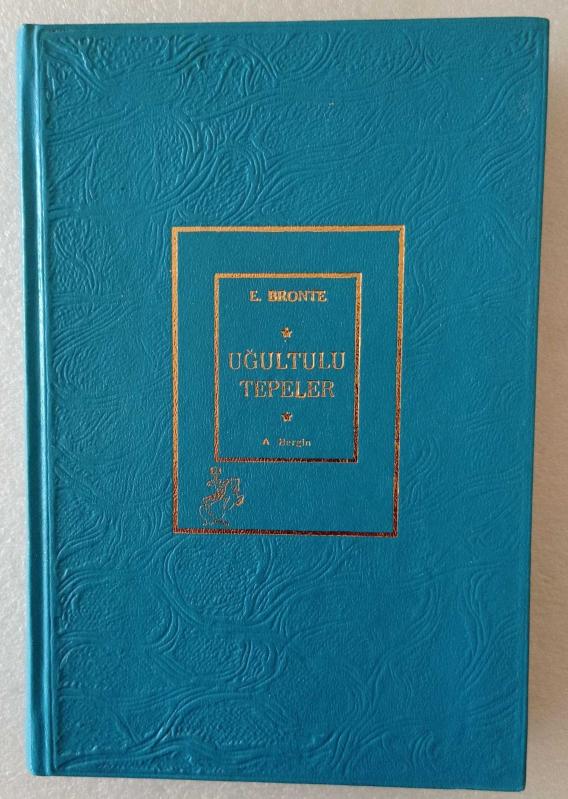 E. BRONTE
UĞULTULU
TEPELER
A Bergin